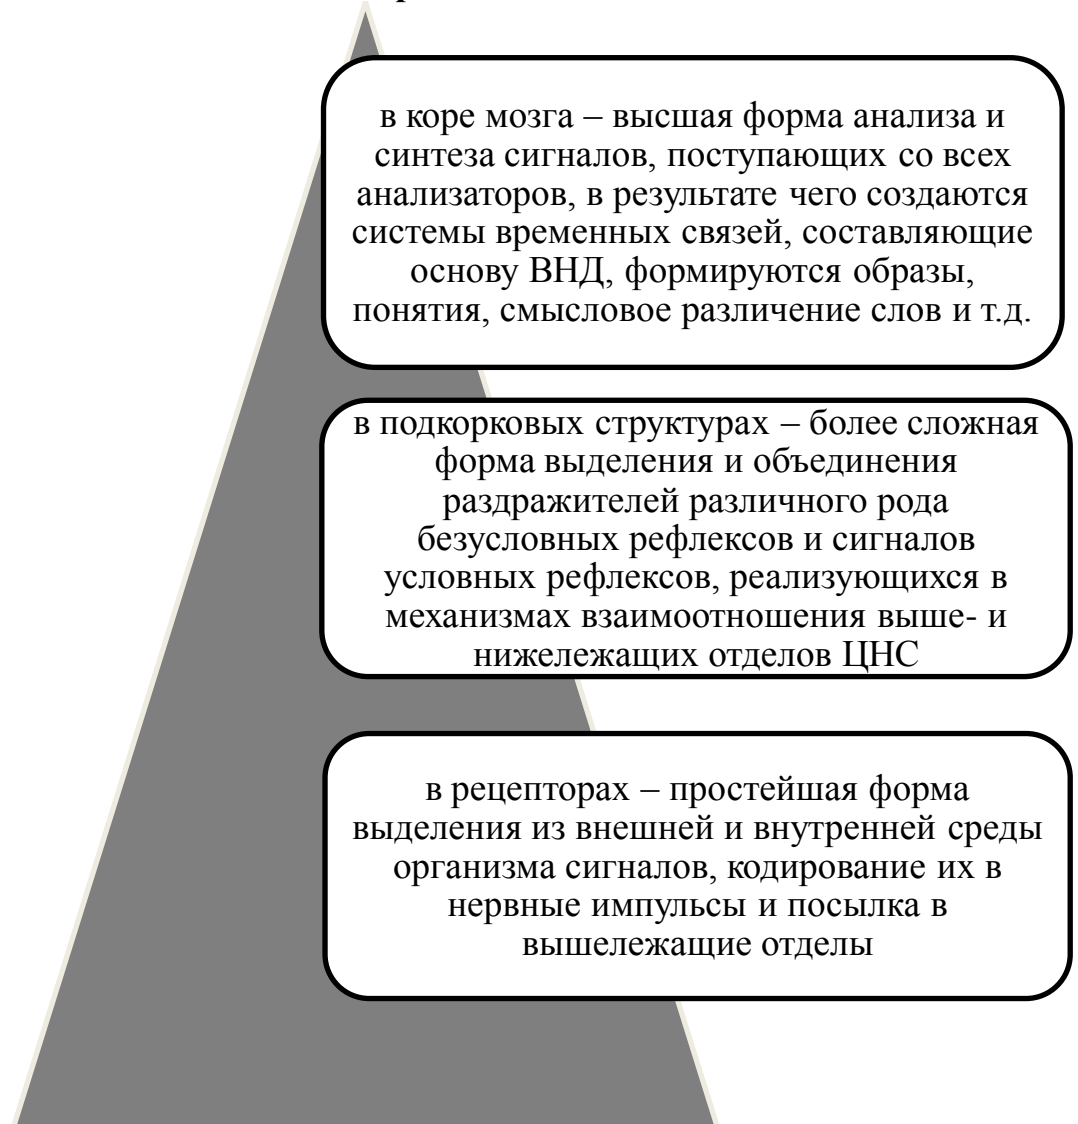 в коре мозга – высшая форма анализа и
синтеза сигналов, поступающих со всех
анализаторов, в результате чего создаются
системы временных связей, составляющие
основу ВНД, формируются образы,
понятия, смысловое различение слов и т.д.
в подкорковых структурах – более сложная
форма выделения и объединения
раздражителей различного рода
безусловных рефлексов и сигналов
условных рефлексов, реализующихся в
механизмах взаимоотношения выше- и
нижележащих отделов ЦНС
в рецепторах – простейшая форма
выделения из внешней и внутренней среды
организма сигналов, кодирование их в
нервные импульсы и посылка в
вышележащие отделы